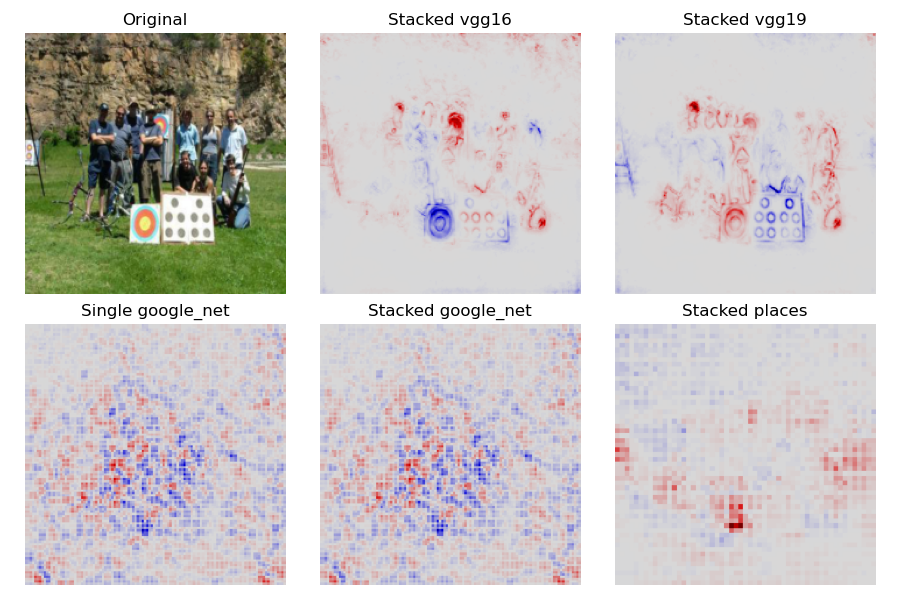 Original
Stacked vgg16
Stacked vgg19
Single google_net
Stacked google_net
Stacked places